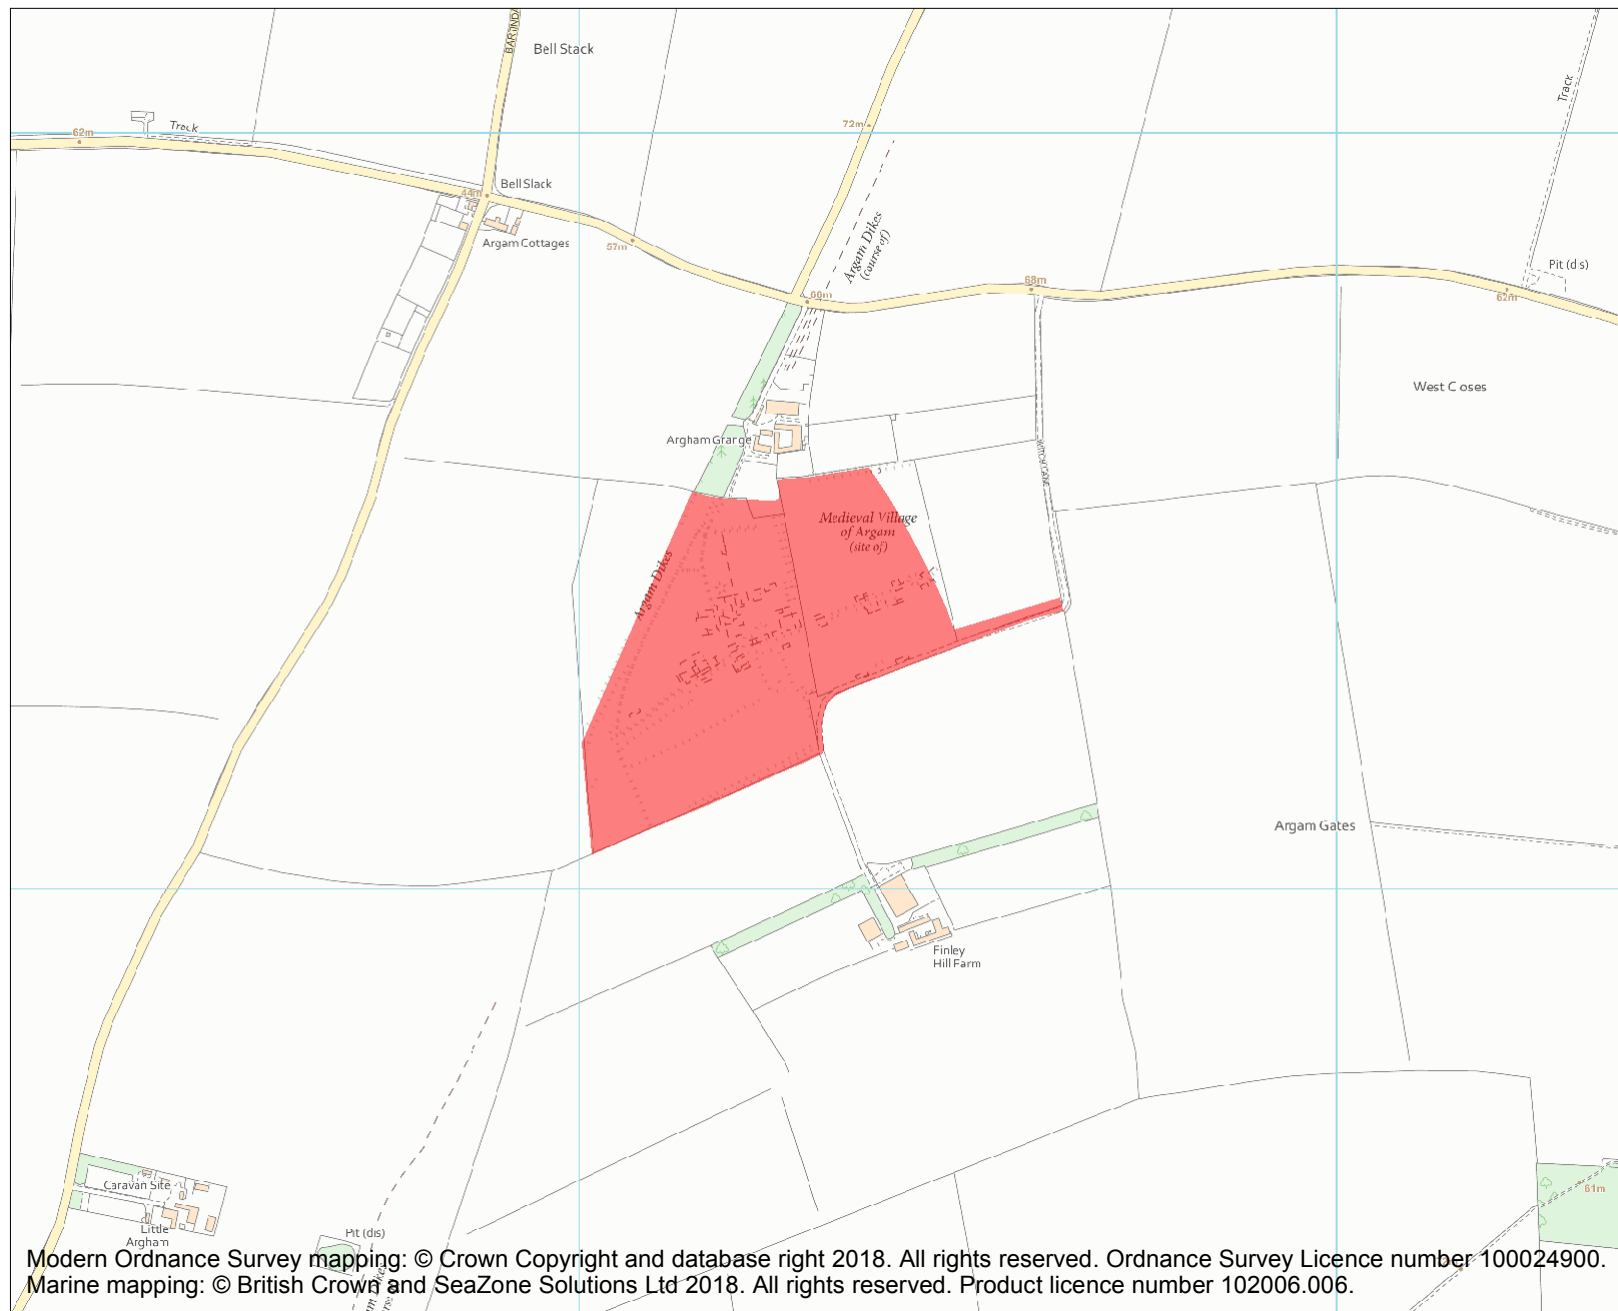 Bell Stack
Track
62m
72m
Track
Bell Slack
44m
Argam Cottages
57m
Argam Dikes
(course of)
Pit (dis)
68m
62m
60m
West Closes
Argham Grange
Medieval Village
of Argam
(site of)
Argam Dikes
Argam Gates
Finley
Hill Farm
Caravan Site
Little
Argham
Pit (dis)
61m
Modern Ordnance Survey mapping: © Crown Copyright and database right 2018. All rights reserved. Ordnance Survey Licence number 100024900.
Marine mapping: © British Crown and SeaZone Solutions Ltd 2018. All rights reserved. Product licence number 102006.006.